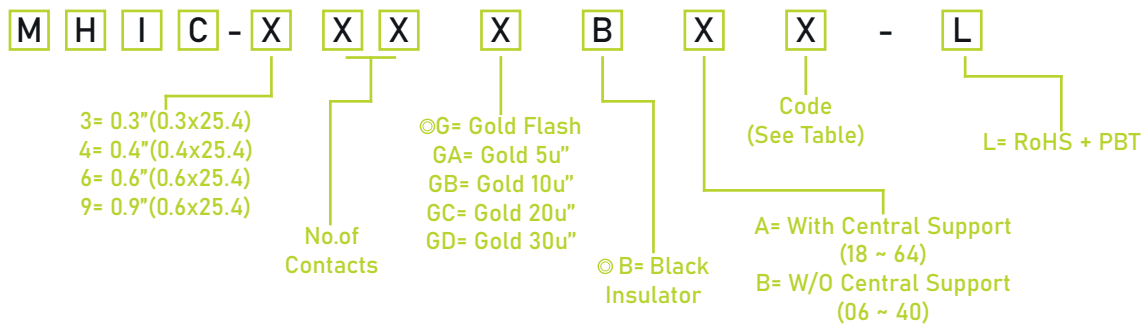 M H I C - X X X X B X X - L
3= 0.3”(0.3x25.4)
4= 0.4”(0.4x25.4)
6= 0.6”(0.6x25.4)
9= 0.9”(0.6x25.4)
No.of
Contacts
◎G= Gold Flash
GA= Gold 5u”
GB= Gold 10u”
GC= Gold 20u”
GD= Gold 30u”
◎ B= Black
Insulator
Code
(See Table)
A= With Central Support
(18 ~ 64)
B= W/O Central Support
(06 ~ 40)
L= RoHS + PBT